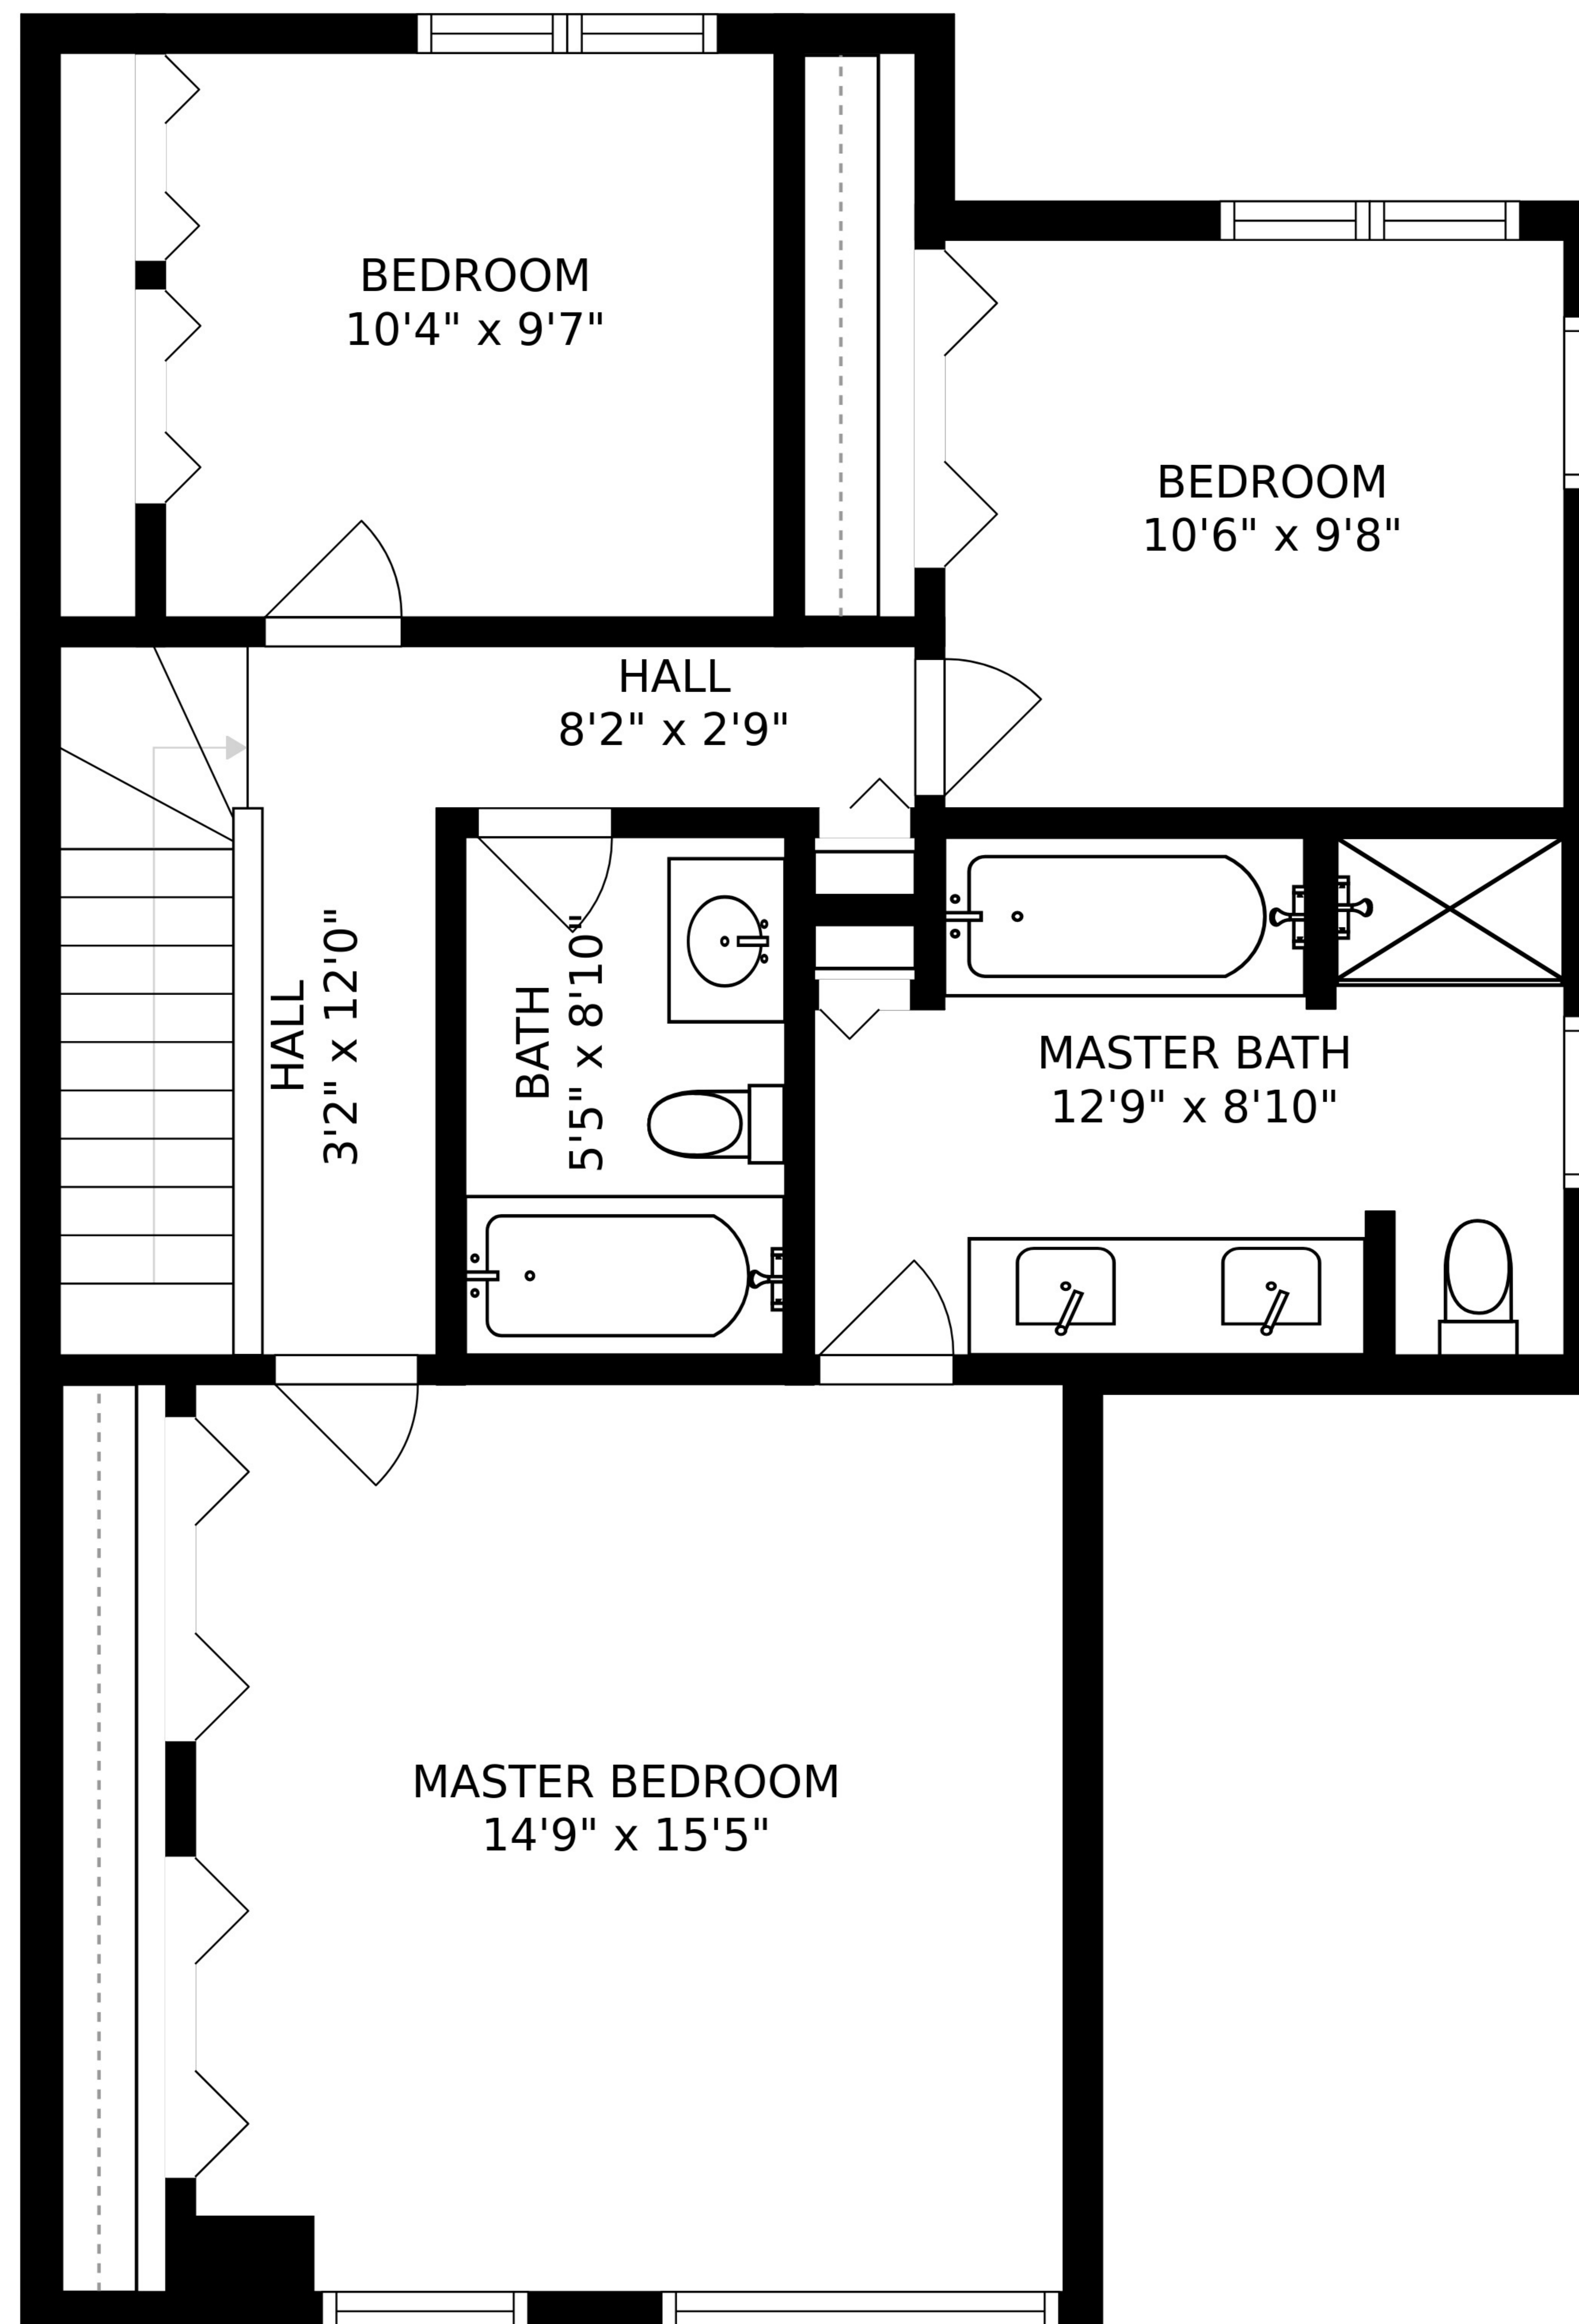 BEDROOM
10'4" x 9'7"
BEDROOM
10'6" x 9'8"
HALL
8'2" x 2'9"
HALL
3'2" x 12'0"
BATH
5'5" x 8'10"
MASTER BATH
12'9" x 8'10"
MASTER BEDROOM
14'9" x 15'5"